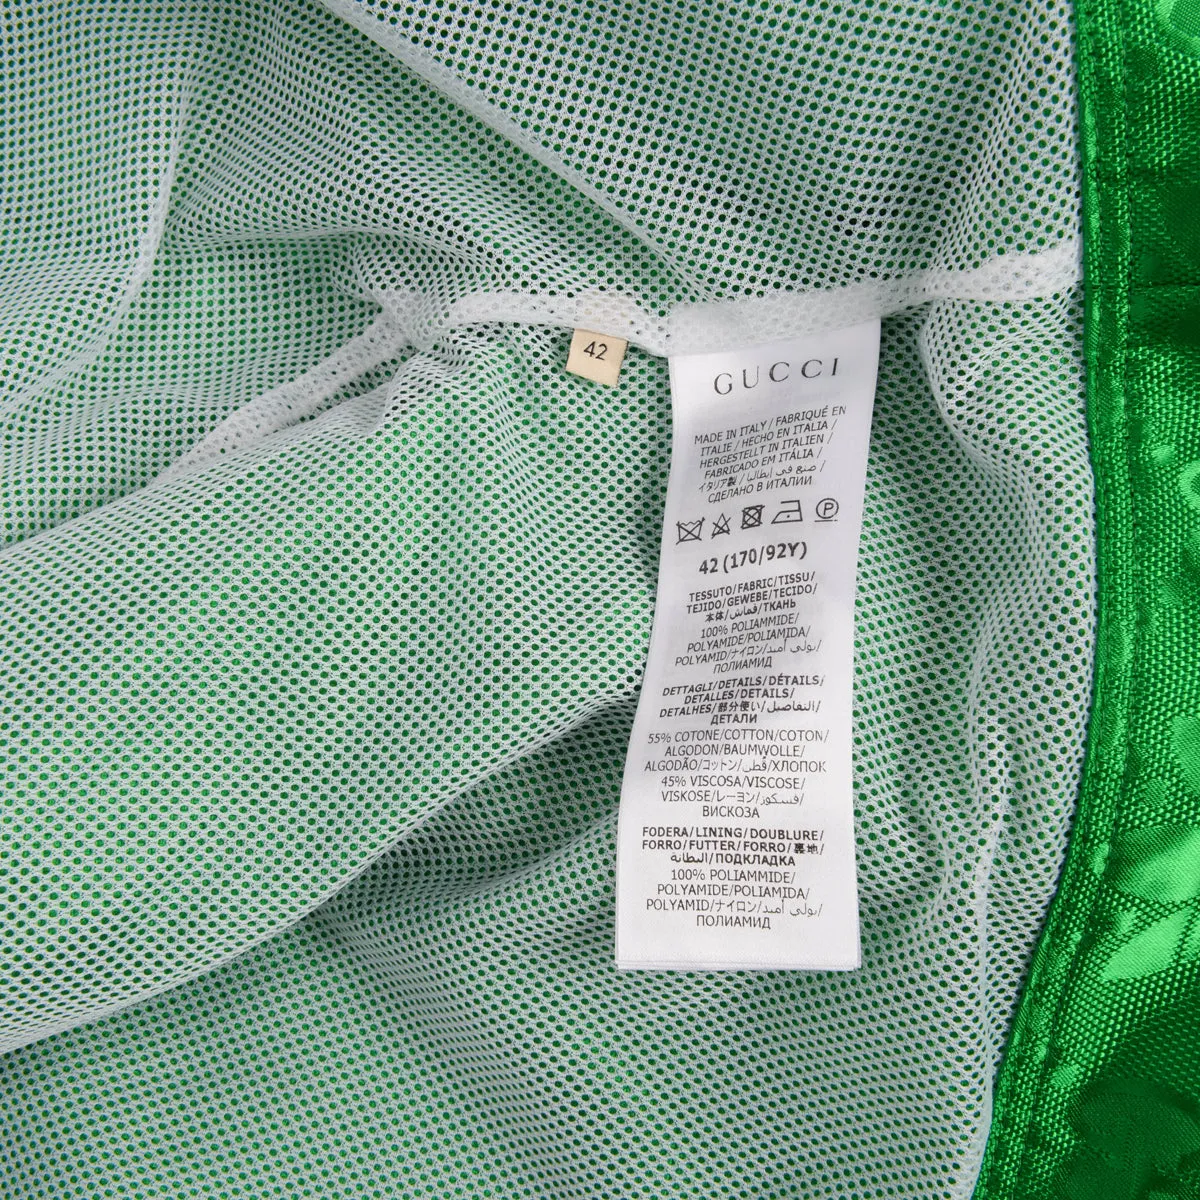 42
GUCCI
MADE IN ITALY / FABRIQUÉ EN
ITALIE / HECHO EN ITALIA /
HERGESTELLT IN ITALIEN /
FABRICADO EM ITÁLIA /
イタリア製 / صنع في إيطاليا /
СДЕЛАНО В ИТАЛИИ
P
42 (170/92Y)
TESSUTO/FABRIC/TISSU/
TEJIDO/GEWEBE/TECIDO/
本体/قماش/ТКАНЬ
100% POLIAMMIDE/
POLYAMIDE/POLIAMIDA/
POLYAMID/ナイロン/بولي أميد/
ПОЛИАМИД
DETTAGLI/DETAILS/DÉTAILS/
DETALLES/DETAILS/
DETALHES/部分使い/التفاصيل/
ДЕТАЛИ
55% COTONE/COTTON/COTON/
ALGODON/BAUMWOLLE/
ALGODÃO/コットン/قطن/ХЛОПОК
45% VISCOSA/VISCOSE/
VISKOSE/レーヨン/فسكوز/
ВИСКОЗА
FODERA/LINING/DOUBLURE/
FORRO/FUTTER/FORRO/裏地/
البطانة/ПОДКЛАДКА
100% POLIAMMIDE/
POLYAMIDE/POLIAMIDA/
POLYAMID/ナイロン/بولي أميد/
ПОЛИАМИД